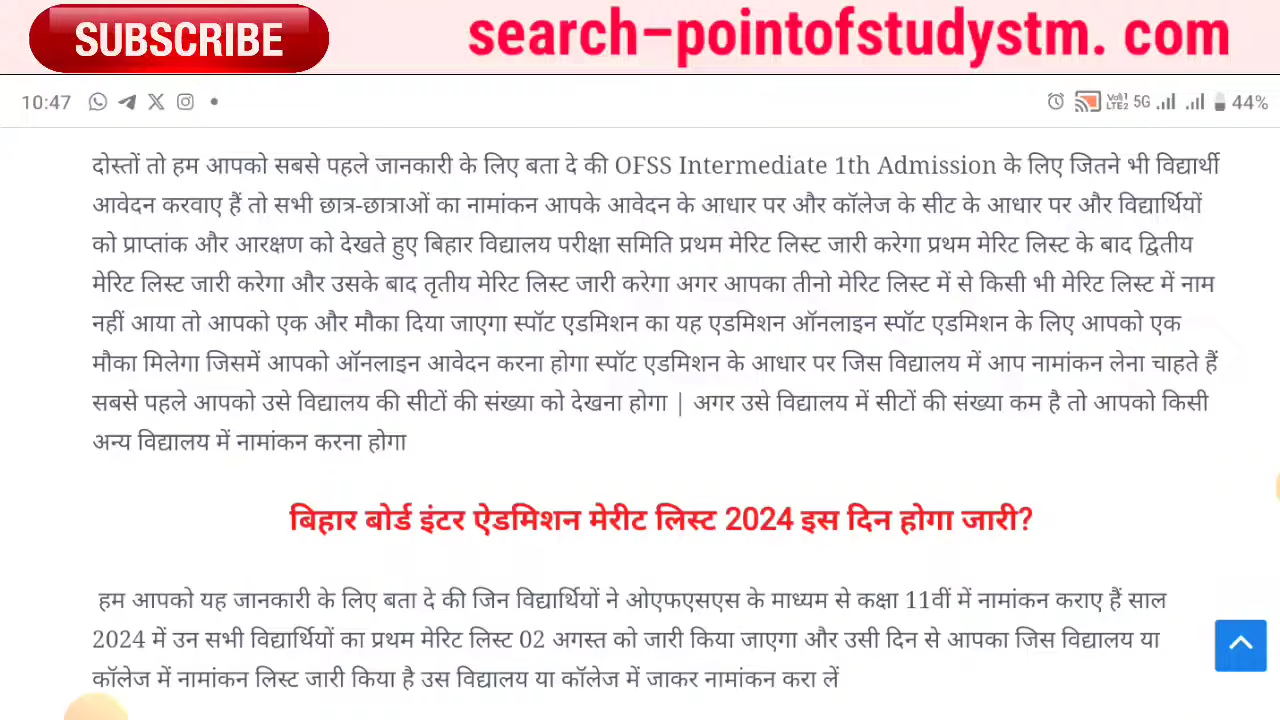 SUBSCRIBE
search-pointofstudystm. com
10:47
Vo)) 1 LTE2 5G 44%
दोस्तों तो हम आपको सबसे पहले जानकारी के लिए बता दे की OFSS Intermediate 1th Admission के लिए जितने भी विद्यार्थी
आवेदन करवाए हैं तो सभी छात्र-छात्राओं का नामांकन आपके आवेदन के आधार पर और कॉलेज के सीट के आधार पर और विद्यार्थियों
को प्राप्तांक और आरक्षण को देखते हुए बिहार विद्यालय परीक्षा समिति प्रथम मेरिट लिस्ट जारी करेगा प्रथम मेरिट लिस्ट के बाद द्वितीय
मेरिट लिस्ट जारी करेगा और उसके बाद तृतीय मेरिट लिस्ट जारी करेगा अगर आपका तीनो मेरिट लिस्ट में से किसी भी मेरिट लिस्ट में नाम
नहीं आया तो आपको एक और मौका दिया जाएगा स्पॉट एडमिशन का यह एडमिशन ऑनलाइन स्पॉट एडमिशन के लिए आपको एक
मौका मिलेगा जिसमें आपको ऑनलाइन आवेदन करना होगा स्पॉट एडमिशन के आधार पर जिस विद्यालय में आप नामांकन लेना चाहते हैं
सबसे पहले आपको उसे विद्यालय की सीटों की संख्या को देखना होगा | अगर उसे विद्यालय में सीटों की संख्या कम है तो आपको किसी
अन्य विद्यालय में नामांकन करना होगा
बिहार बोर्ड इंटर ऐडमिशन मेरीट लिस्ट 2024 इस दिन होगा जारी?
हम आपको यह जानकारी के लिए बता दे की जिन विद्यार्थियों ने ओएफएसएस के माध्यम से कक्षा 11वीं में नामांकन कराए हैं साल
2024 में उन सभी विद्यार्थियों का प्रथम मेरिट लिस्ट 02 अगस्त को जारी किया जाएगा और उसी दिन से आपका जिस विद्यालय या
कॉलेज में नामांकन लिस्ट जारी किया है उस विद्यालय या कॉलेज में जाकर नामांकन करा लें